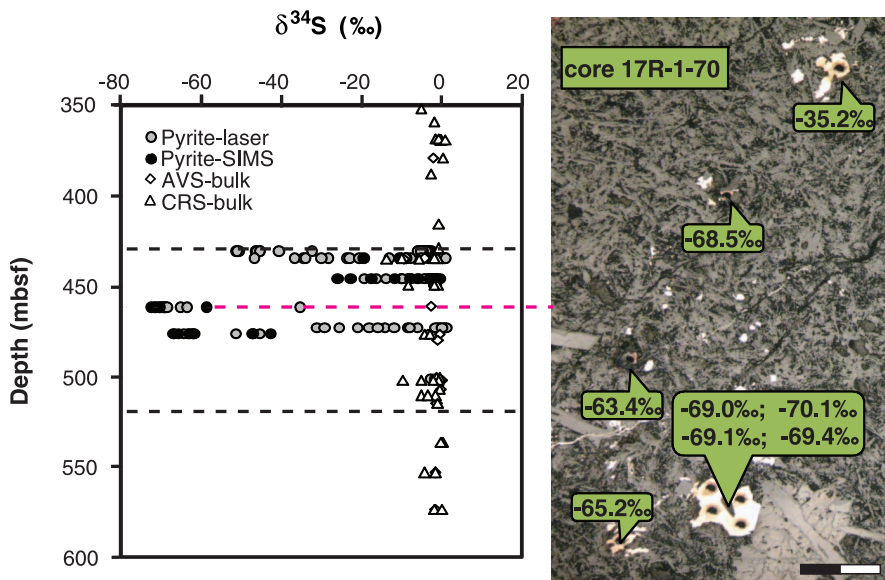 δ³⁴S (‰)
-80 -60 -40 -20 0 20
350
400
450
500
550
600
Depth (mbsf)
Pyrite-laser
Pyrite-SIMS
AVS-bulk
CRS-bulk
core 17R-1-70
-35.2‰
-68.5‰
-63.4‰
-69.0‰; -70.1‰
-69.1‰; -69.4‰
-65.2‰